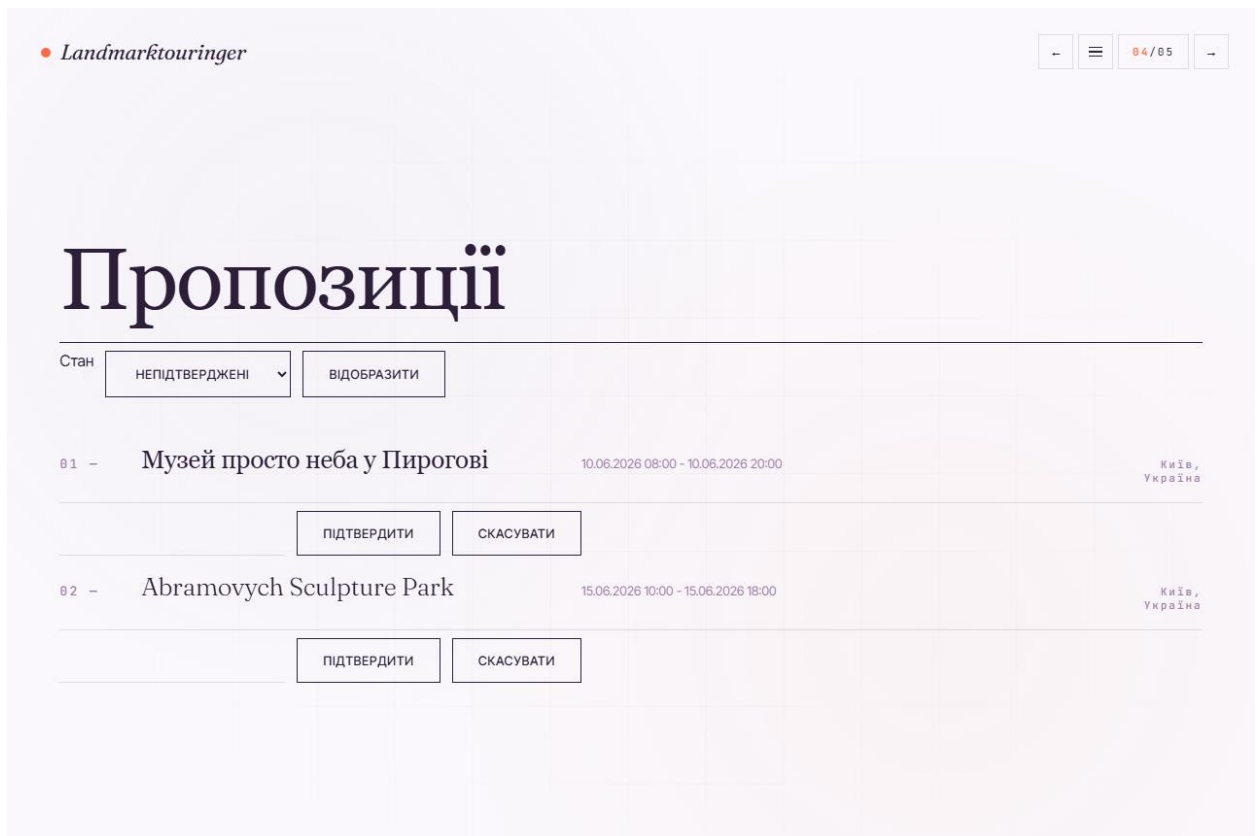 Landmarktouringer
← ☰ 04/05 →
Пропозиції
Стан НЕПІДТВЕРДЖЕНІ ВІДОБРАЗИТИ
01 — Музей просто неба у Пирогові 10.06.2026 08:00 - 10.06.2026 20:00 Київ,
Україна
ПІДТВЕРДИТИ СКАСУВАТИ
02 — Abramovych Sculpture Park 15.06.2026 10:00 - 15.06.2026 18:00 Київ,
Україна
ПІДТВЕРДИТИ СКАСУВАТИ